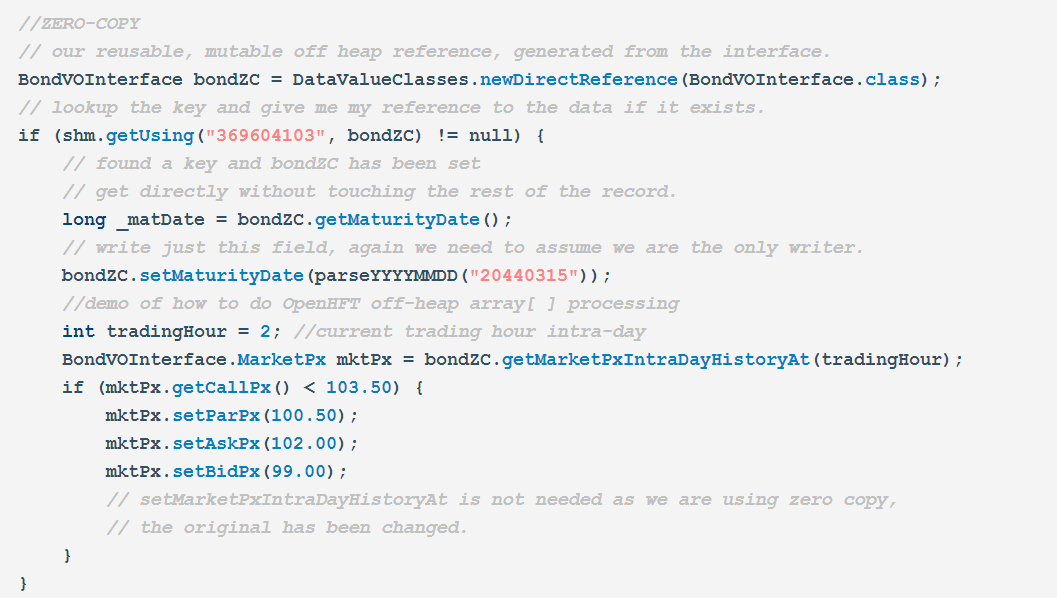 //ZERO-COPY
// our reusable, mutable off heap reference, generated from the interface.
BondVOInterface bondZC = DataValueClasses.newDirectReference(BondVOInterface.class);
// lookup the key and give me my reference to the data if it exists.
if (shm.getUsing("369604103", bondZC) != null) {
    // found a key and bondZC has been set
    // get directly without touching the rest of the record.
    long _matDate = bondZC.getMaturityDate();
    // write just this field, again we need to assume we are the only writer.
    bondZC.setMaturityDate(parseYYYYMMDD("20440315"));
    //demo of how to do OpenHFT off-heap array[ ] processing
    int tradingHour = 2; //current trading hour intra-day
    BondVOInterface.MarketPx mktPx = bondZC.getMarketPxIntraDayHistoryAt(tradingHour);
    if (mktPx.getCallPx() < 103.50) {
        mktPx.setParPx(100.50);
        mktPx.setAskPx(102.00);
        mktPx.setBidPx(99.00);
        // setMarketPxIntraDayHistoryAt is not needed as we are using zero copy,
        // the original has been changed.
    }
}